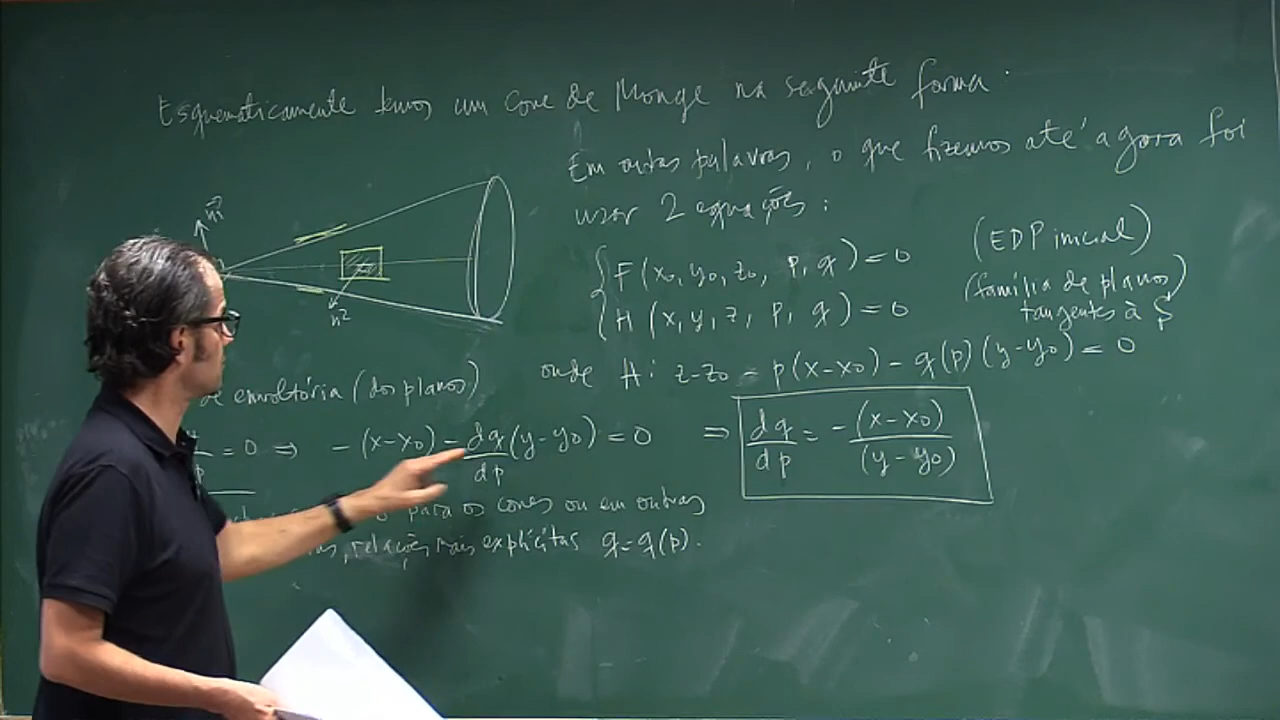 Esquematicamente temos um Cone de Monge na seguinte forma.
Em outras palavras, o que fizemos até agora foi
usar 2 equações:
n1
n2
F(x0, y0, z0, p, q) = 0 (EDP inicial)
H(x, y, z, p, q) = 0 (família de planos
tangentes à S)
onde H: z-z0 - p(x-x0) - q(p)(y-y0) = 0
de envoltória (dos planos)
= 0 ⇒ -(x-x0) - dq/dp (y-y0) = 0 ⇒ dq/dp = - (x-x0)/(y-y0)
para os cones ou em outras
relações mais explícitas q=q(p).